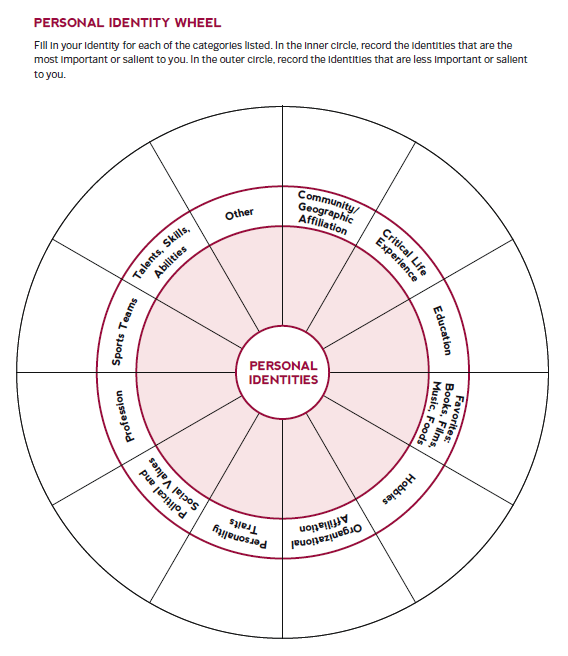 PERSONAL IDENTITY WHEEL
Fill in your identity for each of the categories listed. In the inner circle, record the identities that are the
most important or salient to you. In the outer circle, record the identities that are less important or salient
to you.
Community/
Geographic
Affiliation
Critical Life
Experience
Education
Favorites:
Books, Films,
Music, Foods
Hobbies
Organizational
Affiliation
Personality
Traits
Political and
Social Values
Profession
Sports Teams
Talents, Skills,
Abilities
Other
PERSONAL
IDENTITIES